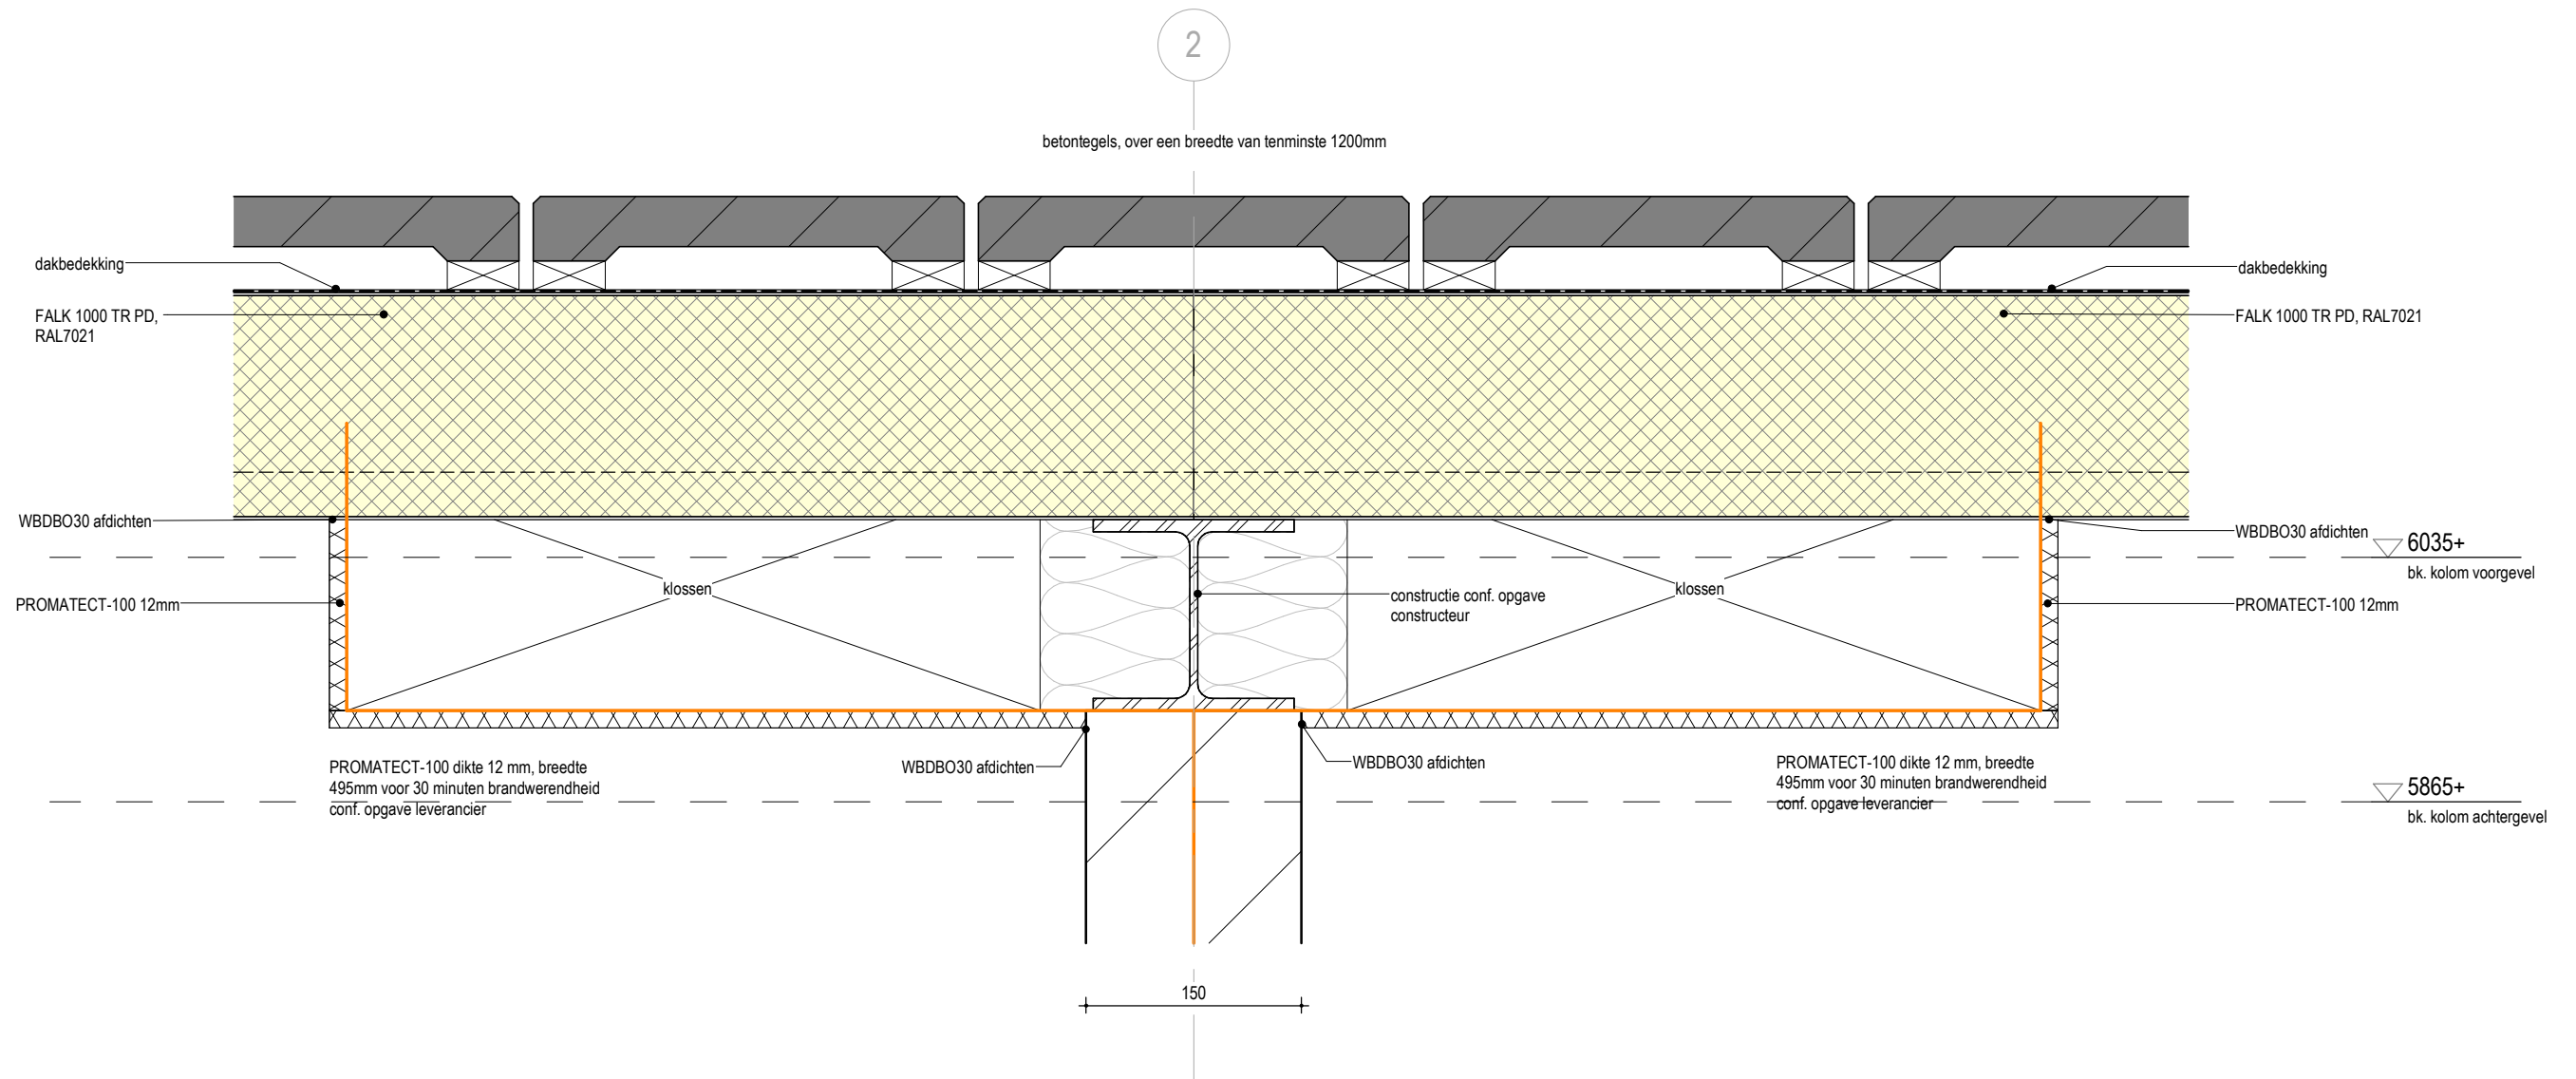 2
betontegels, over een breedte van tenminste 1200mm
dakbedekking
dakbedekking
FALK 1000 TR PD,
RAL7021
FALK 1000 TR PD, RAL7021
WBDBO30 afdichten
WBDBO30 afdichten
6035+
bk. kolom voorgevel
klossen
klossen
constructie conf. opgave
constructeur
PROMATECT-100 12mm
PROMATECT-100 12mm
WBDBO30 afdichten
WBDBO30 afdichten
PROMATECT-100 dikte 12 mm, breedte
495mm voor 30 minuten brandwerendheid
conf. opgave leverancier
PROMATECT-100 dikte 12 mm, breedte
495mm voor 30 minuten brandwerendheid
conf. opgave leverancier
5865+
bk. kolom achtergevel
150